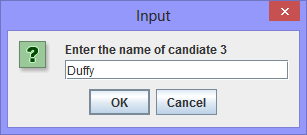 Input
Enter the name of candiate 3
Duffy
OK Cancel